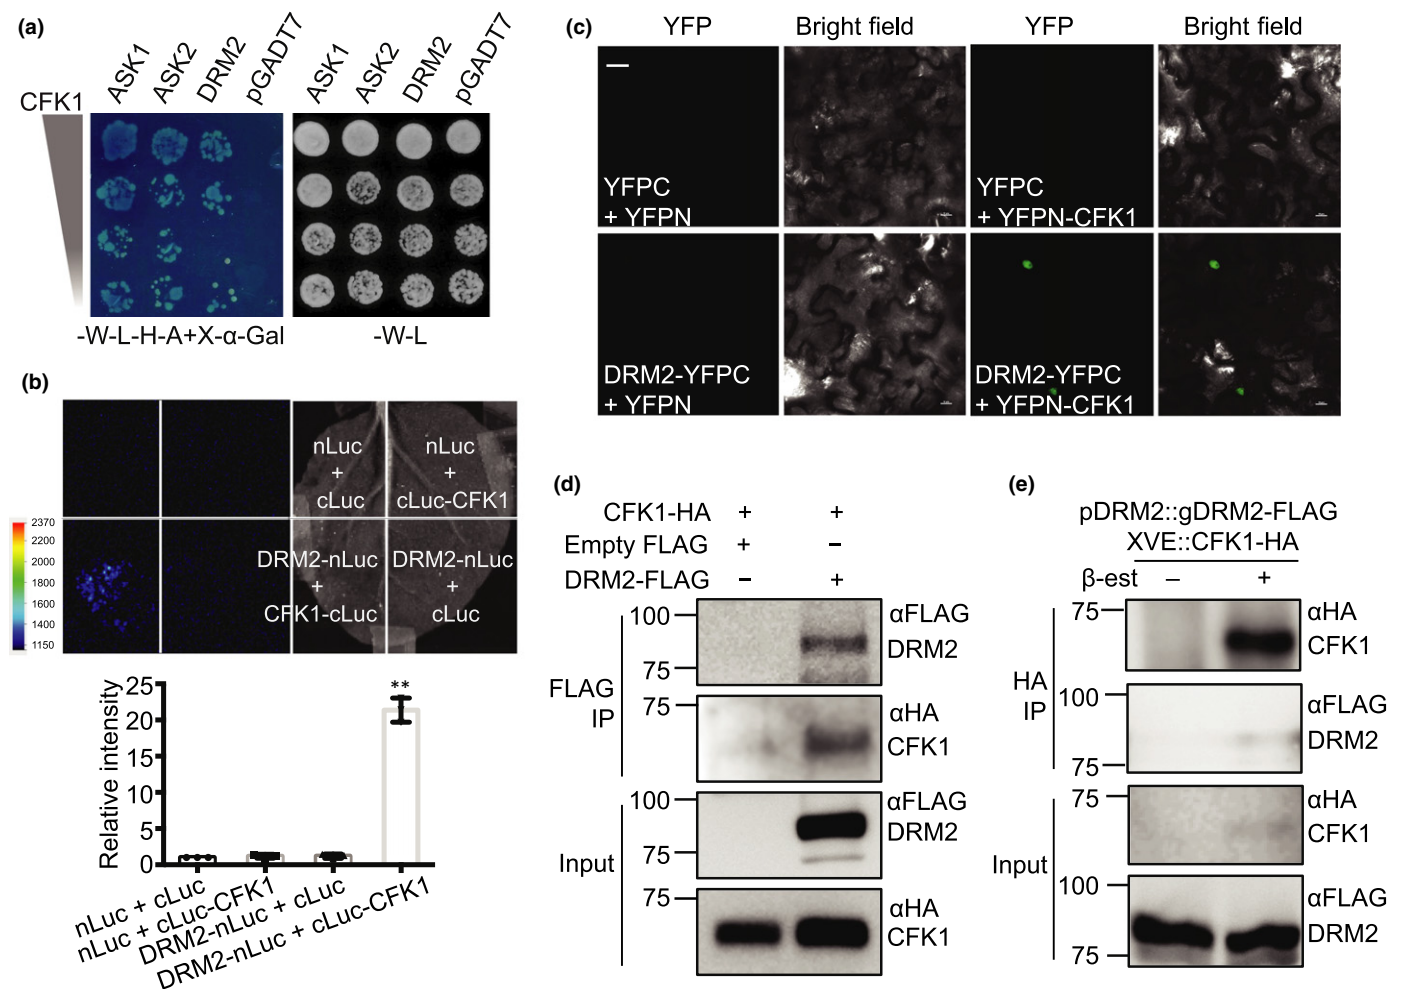 (a)
ASK1
ASK2
DRM2
pGADT7
ASK1
ASK2
DRM2
pGADT7
CFK1
-W-L-H-A+X-α-Gal
-W-L
(b)
nLuc
+
cLuc
nLuc
+
cLuc-CFK1
DRM2-nLuc
+
CFK1-cLuc
DRM2-nLuc
+
cLuc
2370
2200
2000
1800
1600
1400
1150
Relative intensity
25
20
15
10
5
0
**
nLuc + cLuc
nLuc + cLuc-CFK1
DRM2-nLuc + cLuc
DRM2-nLuc + cLuc-CFK1
(c)
YFP
Bright field
YFP
Bright field
YFPC
+ YFPN
YFPC
+ YFPN-CFK1
DRM2-YFPC
+ YFPN
DRM2-YFPC
+ YFPN-CFK1
(d)
CFK1-HA + +
Empty FLAG + –
DRM2-FLAG – +
FLAG
IP
100
75
αFLAG
DRM2
75
αHA
CFK1
Input
100
75
αFLAG
DRM2
75
αHA
CFK1
(e)
pDRM2::gDRM2-FLAG
XVE::CFK1-HA
β-est – +
HA
IP
75
αHA
CFK1
100
75
αFLAG
DRM2
Input
75
αHA
CFK1
100
75
αFLAG
DRM2